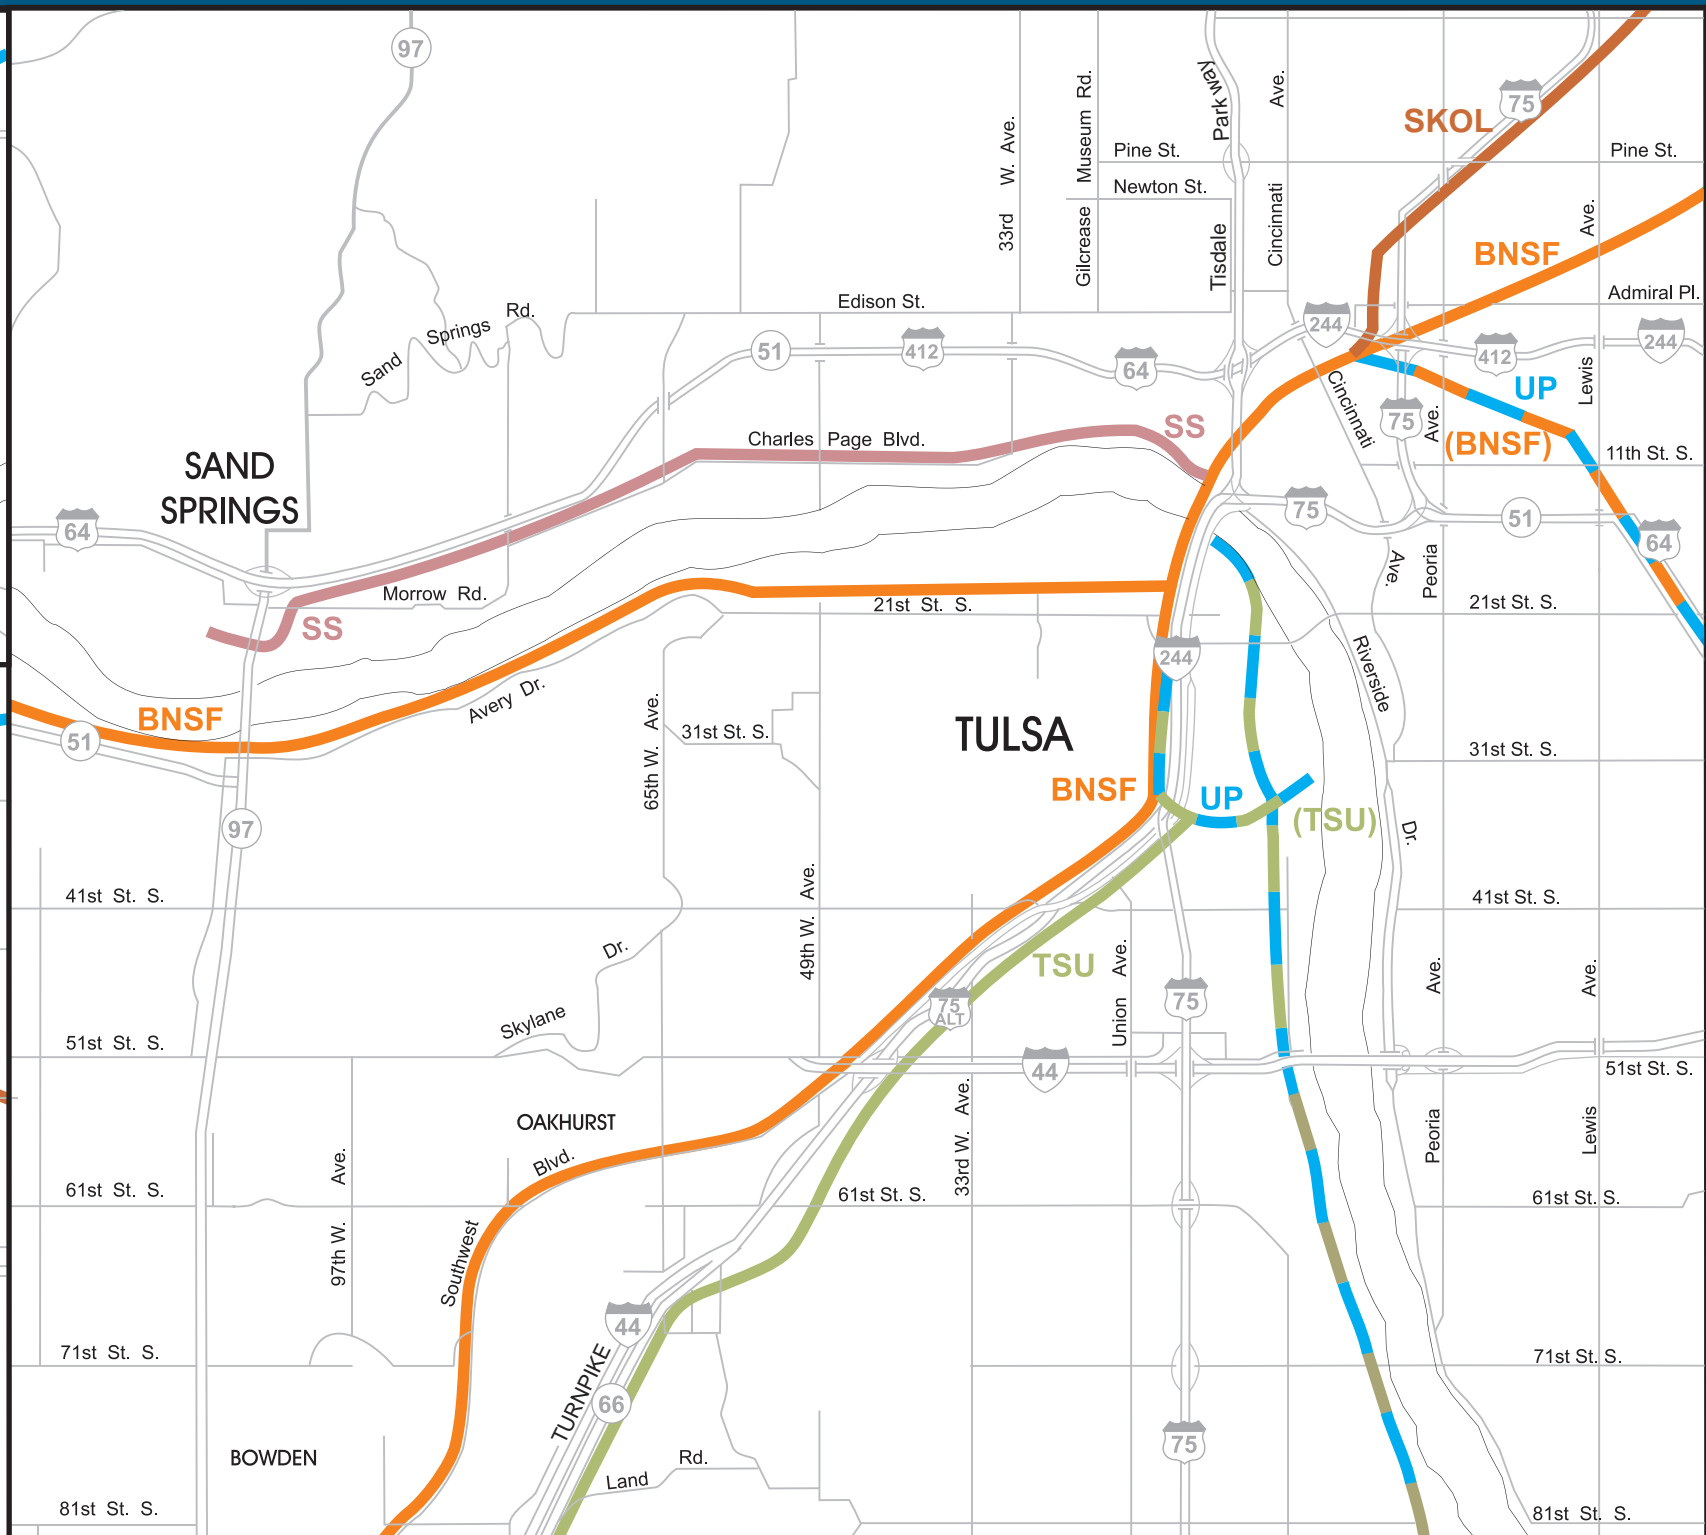 97
75
SKOL
Parkway
Ave.
33rd W. Ave.
Gilcrease Museum Rd.
Pine St.
Pine St.
Newton St.
Tisdale
Cincinnati
Ave.
BNSF
Edison St.
Admiral Pl.
Sand Springs Rd.
51
412
64
244
412
244
UP
Lewis
Cincinnati
75
Ave.
(BNSF)
SS
Charles Page Blvd.
11th St. S.
SAND
SPRINGS
64
75
51
64
Ave.
Peoria
Morrow Rd.
SS
21st St. S.
21st St. S.
244
Riverside
Avery Dr.
BNSF
51
65th W. Ave.
31st St. S.
TULSA
31st St. S.
BNSF
UP
(TSU)
Dr.
97
41st St. S.
49th W. Ave.
41st St. S.
Dr.
TSU
Union Ave.
Ave.
Ave.
75
ALT
75
Skylane
51st St. S.
44
51st St. S.
OAKHURST
33rd W. Ave.
Blvd.
Peoria
Lewis
61st St. S.
61st St. S.
61st St. S.
97th W. Ave.
Southwest
44
71st St. S.
71st St. S.
TURNPIKE
66
75
BOWDEN
Land Rd.
81st St. S.
81st St. S.